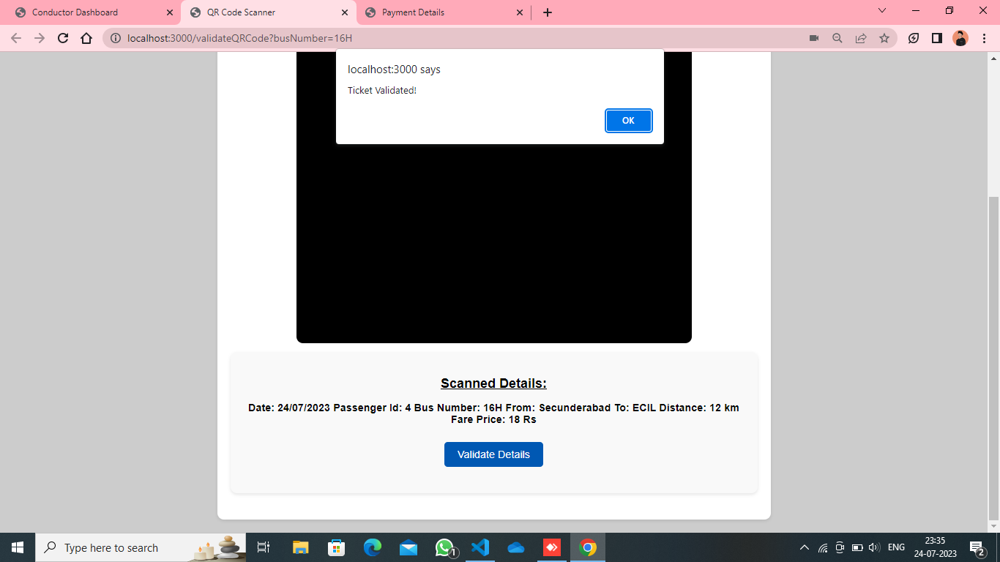 Conductor Dashboard
QR Code Scanner
Payment Details
localhost:3000/validateQRCode?busNumber=16H
localhost:3000 says
Ticket Validated!
OK
Scanned Details:
Date: 24/07/2023 Passenger Id: 4 Bus Number: 16H From: Secunderabad To: ECIL Distance: 12 km
Fare Price: 18 Rs
Validate Details
Type here to search
1
ENG
23:35
24-07-2023
2